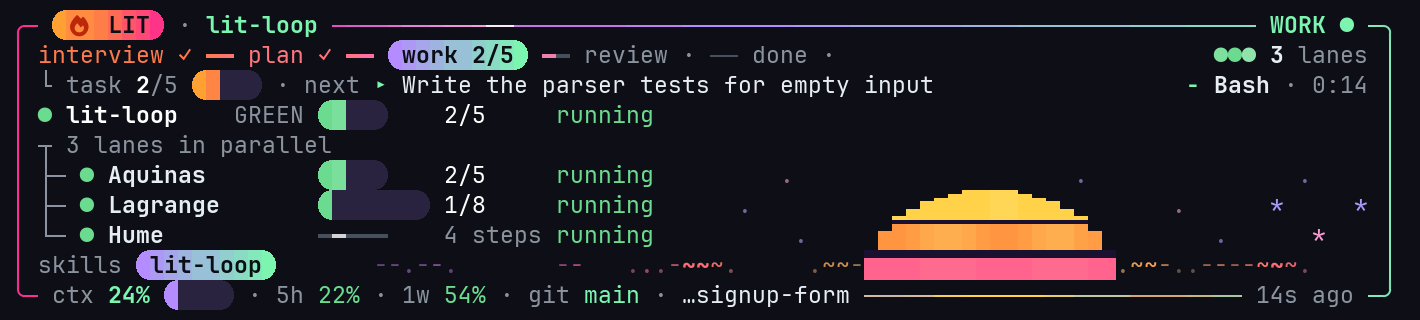 LIT · lit-loop WORK ●
interview ✓ — plan ✓ — work 2/5 — review · — done · ●●● 3 lanes
└ task 2/5 · next ▸ Write the parser tests for empty input - Bash · 0:14
● lit-loop GREEN 2/5 running
┬ 3 lanes in parallel
├─ ● Aquinas 2/5 running
├─ ● Lagrange 1/8 running
└─ ● Hume 4 steps running
skills lit-loop
ctx 24% · 5h 22% · 1w 54% · git main · …signup-form 14s ago